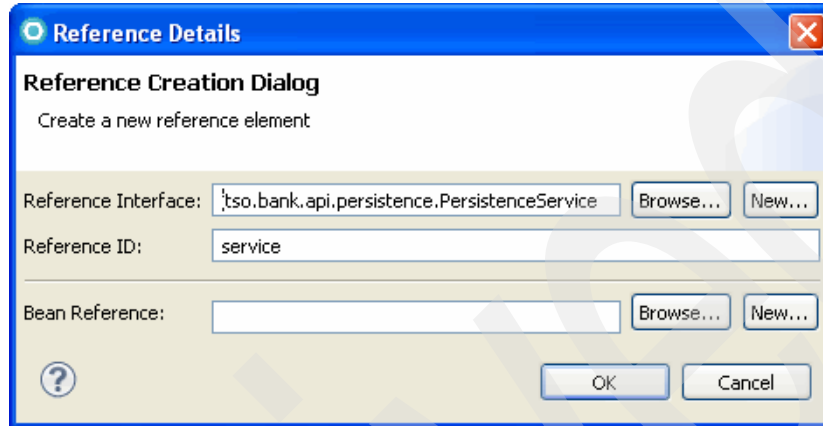 Reference Details
Reference Creation Dialog
Create a new reference element
Reference Interface: tso.bank.api.persistence.PersistenceService Browse... New...
Reference ID: service
Bean Reference: Browse... New...
? OK Cancel